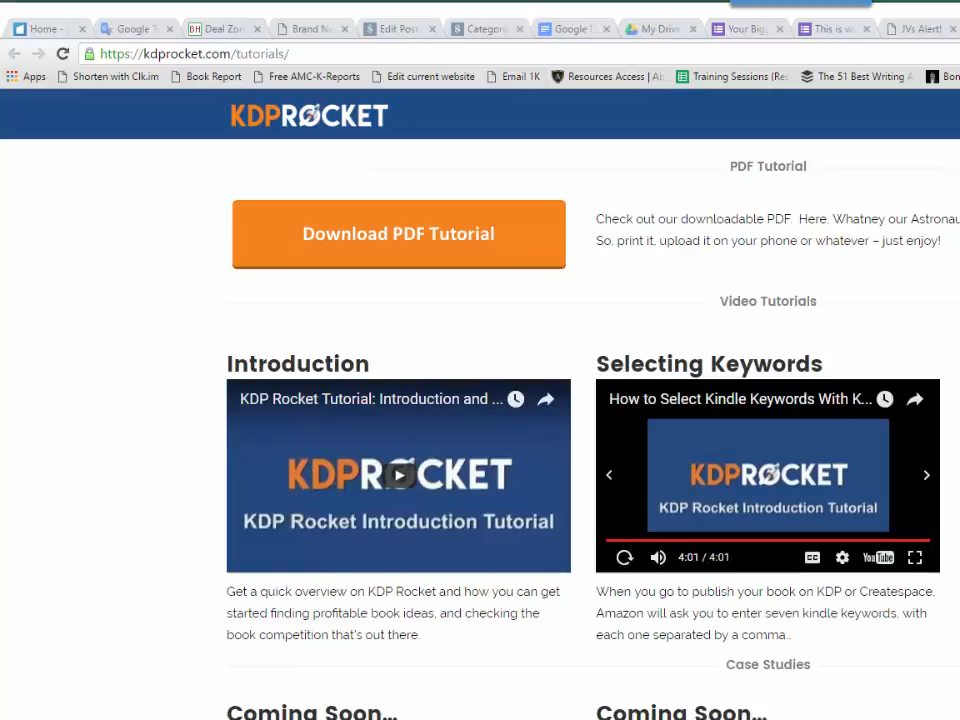 Home -
Google T
BH Deal Zon
Brand Ne
Edit Post
Categori
Google T
My Drive
Your Big
This is w
JVs Alert!
https://kdprocket.com/tutorials/
Apps Shorten with Clk.im Book Report Free AMC-K-Reports Edit current website Email 1K Resources Access | Ab Training Sessions (Res The 51 Best Writing A Bon
KDPROCKET
PDF Tutorial
Download PDF Tutorial
Check out our downloadable PDF. Here, Whatney our Astronau
So, print it, upload it on your phone or whatever – just enjoy!
Video Tutorials
Introduction
KDP Rocket Tutorial: Introduction and ...
KDPROCKET
KDP Rocket Introduction Tutorial
Get a quick overview on KDP Rocket and how you can get
started finding profitable book ideas, and checking the
book competition that's out there.
Selecting Keywords
How to Select Kindle Keywords With K...
KDPROCKET
KDP Rocket Introduction Tutorial
4:01 / 4:01
CC
YouTube
When you go to publish your book on KDP or Createspace,
Amazon will ask you to enter seven kindle keywords, with
each one separated by a comma…
Case Studies
Coming Soon…
Coming Soon…